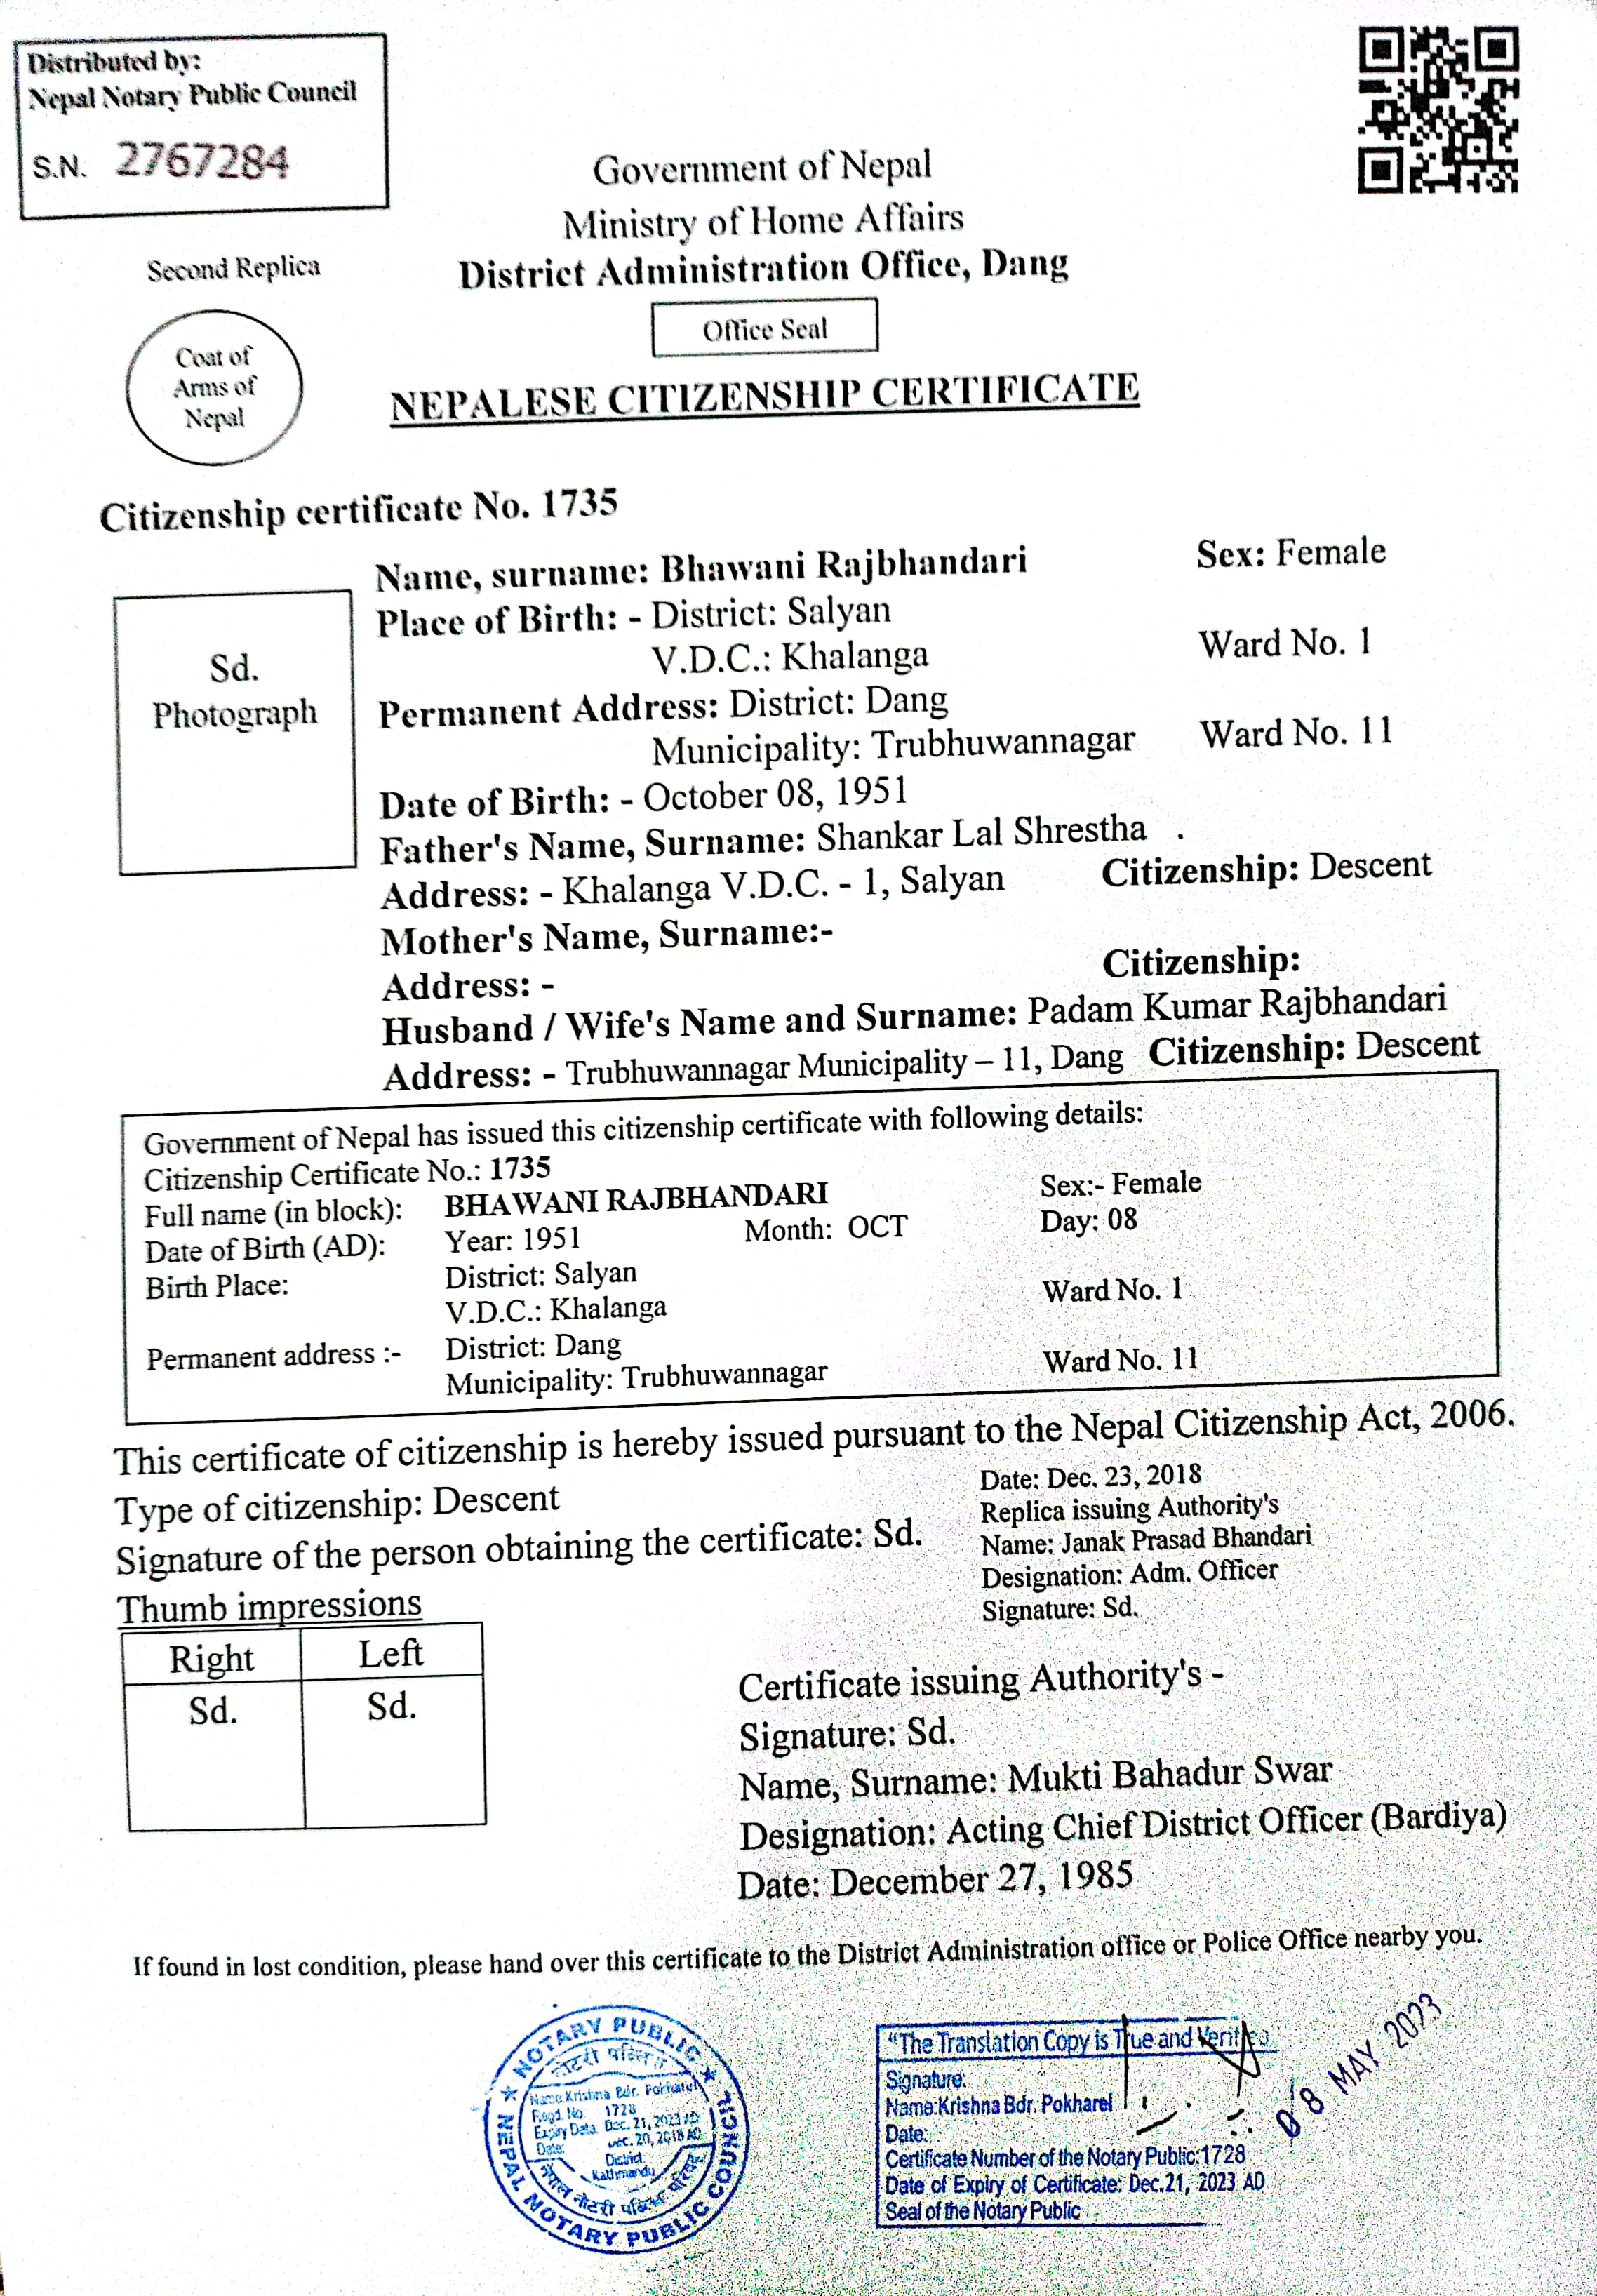 Distributed by:
Nepal Notary Public Council
S.N. 2767284
Government of Nepal
Ministry of Home Affairs
Second Replica
District Administration Office, Dang
Office Seal
Coat of
Arms of
Nepal
NEPALESE CITIZENSHIP CERTIFICATE
Citizenship certificate No. 1735
Name, surname: Bhawani Rajbhandari Sex: Female
Place of Birth: - District: Salyan
V.D.C.: Khalanga Ward No. 1
Sd.
Photograph
Permanent Address: District: Dang
Municipality: Trubhuwannagar Ward No. 11
Date of Birth: - October 08, 1951
Father's Name, Surname: Shankar Lal Shrestha .
Address: - Khalanga V.D.C. - 1, Salyan Citizenship: Descent
Mother's Name, Surname:-
Address: - Citizenship:
Husband / Wife's Name and Surname: Padam Kumar Rajbhandari
Address: - Trubhuwannagar Municipality – 11, Dang Citizenship: Descent
Government of Nepal has issued this citizenship certificate with following details:
Citizenship Certificate No.: 1735
Full name (in block): BHAWANI RAJBHANDARI Sex:- Female
Date of Birth (AD): Year: 1951 Month: OCT Day: 08
Birth Place: District: Salyan
V.D.C.: Khalanga Ward No. 1
Permanent address :- District: Dang
Municipality: Trubhuwannagar Ward No. 11
This certificate of citizenship is hereby issued pursuant to the Nepal Citizenship Act, 2006.
Type of citizenship: Descent
Signature of the person obtaining the certificate: Sd.
Date: Dec. 23, 2018
Replica issuing Authority's
Name: Janak Prasad Bhandari
Designation: Adm. Officer
Signature: Sd.
Thumb impressions
Right Left
Sd. Sd.
Certificate issuing Authority's -
Signature: Sd.
Name, Surname: Mukti Bahadur Swar
Designation: Acting Chief District Officer (Bardiya)
Date: December 27, 1985
If found in lost condition, please hand over this certificate to the District Administration office or Police Office nearby you.
★ NOTARY PUBLIC ★
NEPAL NOTARY PUBLIC COUNCIL
नोटरी पब्लिक
Name: Krishna Bdr. Pokharel
Regd. No. 1728
Expiry Data. Dec. 21, 2023 AD
Date: Dec. 20, 2018 AD
District
Kathmandu
नेपाल नोटरी पब्लिक परिषद्
"The Translation Copy is True and Verified"
Signature:
Name:Krishna Bdr. Pokharel
Date:
Certificate Number of the Notary Public:1728
Date of Expiry of Certificate: Dec.21, 2023 AD
Seal of the Notary Public
08 MAY 2023